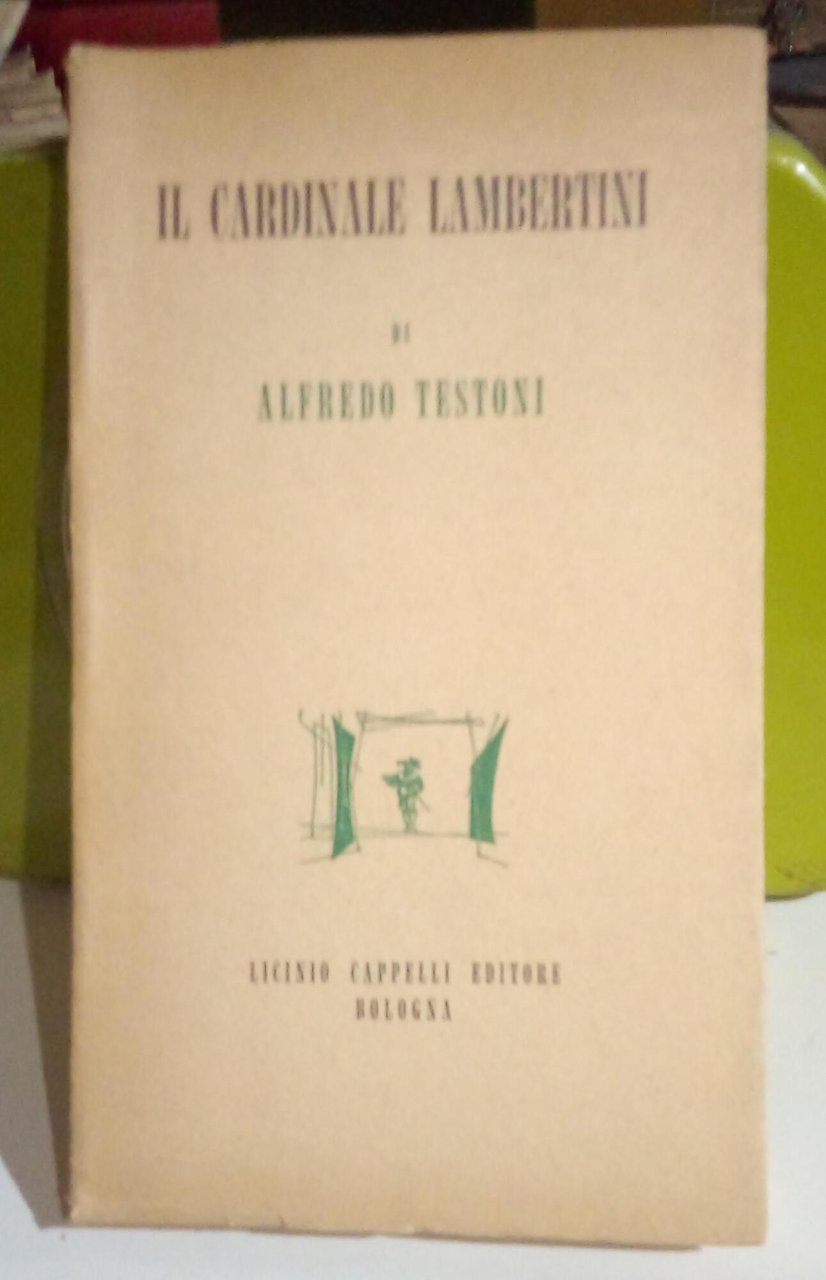 IL CARDINALE LAMBERTINI
DI
ALFREDO TESTONI
LICINIO CAPPELLI EDITORE
BOLOGNA